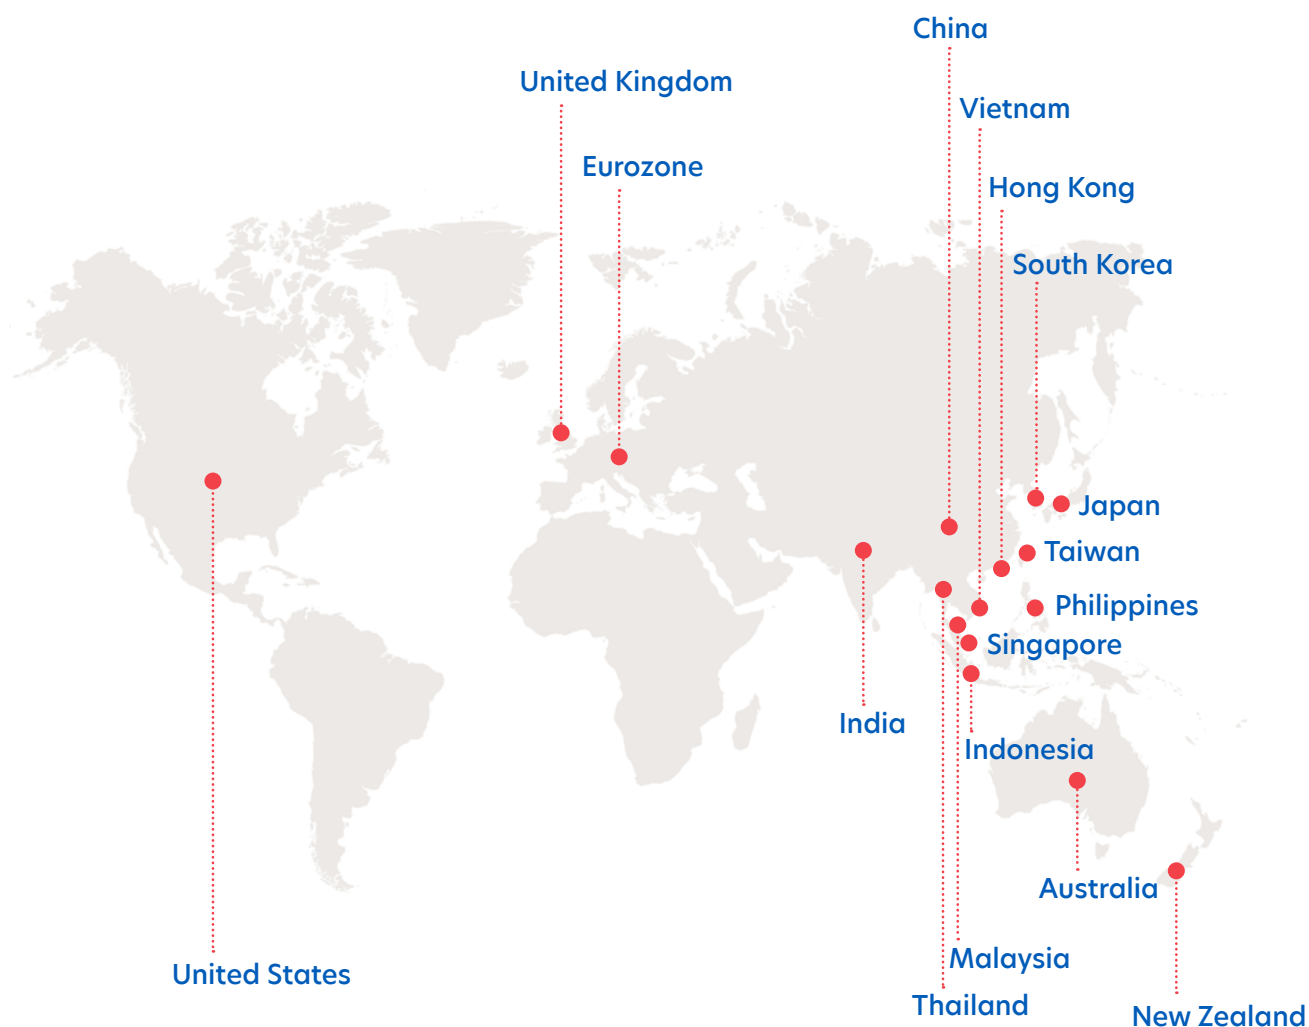 China
United Kingdom
Vietnam
Eurozone
Hong Kong
South Korea
Japan
Taiwan
Philippines
Singapore
India
Indonesia
Australia
Malaysia
United States
Thailand
New Zealand